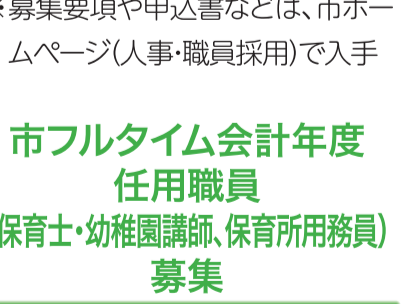 ※募集要項や申込書などは、市ホー
ムページ(人事・職員採用)で入手
市フルタイム会計年度
任用職員
(保育士・幼稚園講師、保育所用務員)
募集